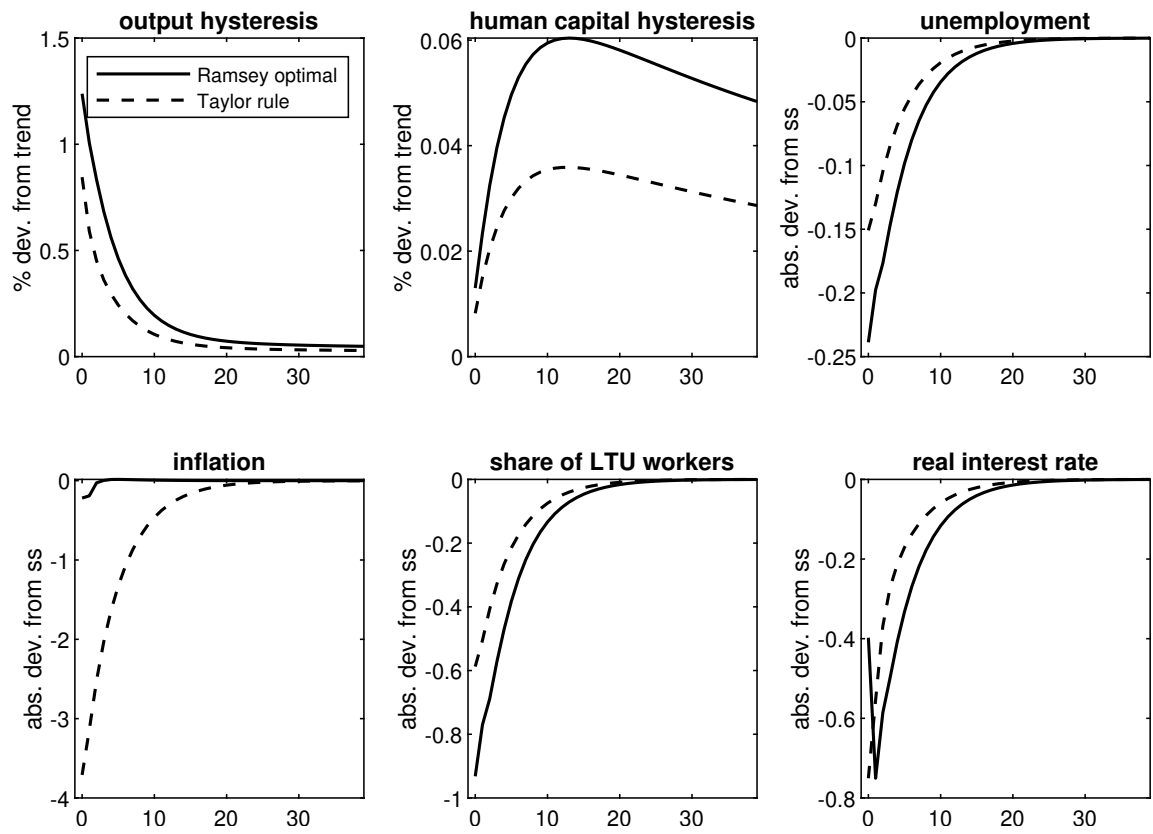 output hysteresis
% dev. from trend
1.5
1
0.5
0
Ramsey optimal
Taylor rule
0 10 20 30
human capital hysteresis
% dev. from trend
0.06
0.04
0.02
0
0 10 20 30
unemployment
abs. dev. from ss
0
-0.05
-0.1
-0.15
-0.2
-0.25
0 10 20 30
inflation
abs. dev. from ss
0
-1
-2
-3
-4
0 10 20 30
share of LTU workers
abs. dev. from ss
0
-0.2
-0.4
-0.6
-0.8
-1
0 10 20 30
real interest rate
abs. dev. from ss
0
-0.2
-0.4
-0.6
-0.8
0 10 20 30